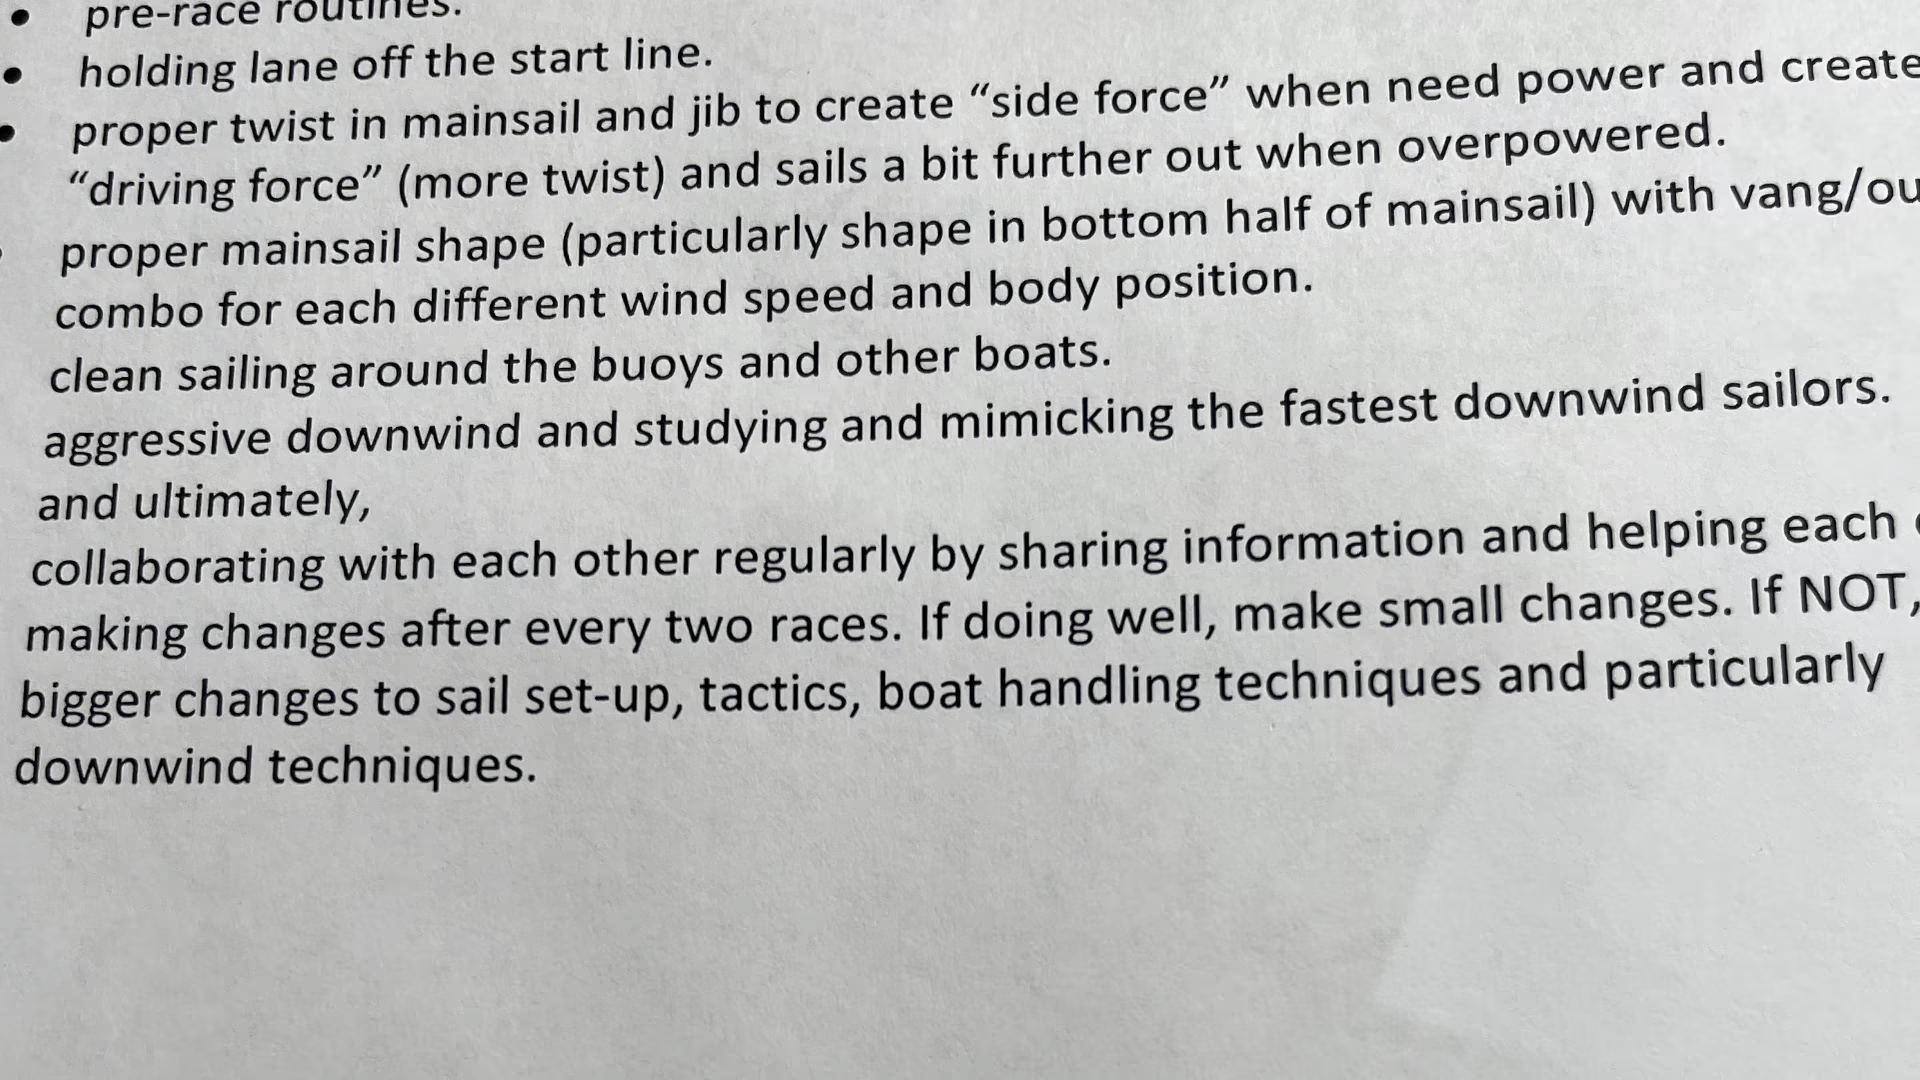 • pre-race routines.
• holding lane off the start line.
• proper twist in mainsail and jib to create “side force” when need power and create
“driving force” (more twist) and sails a bit further out when overpowered.
proper mainsail shape (particularly shape in bottom half of mainsail) with vang/ou
combo for each different wind speed and body position.
clean sailing around the buoys and other boats.
aggressive downwind and studying and mimicking the fastest downwind sailors.
and ultimately,
collaborating with each other regularly by sharing information and helping each
making changes after every two races. If doing well, make small changes. If NOT,
bigger changes to sail set-up, tactics, boat handling techniques and particularly
downwind techniques.